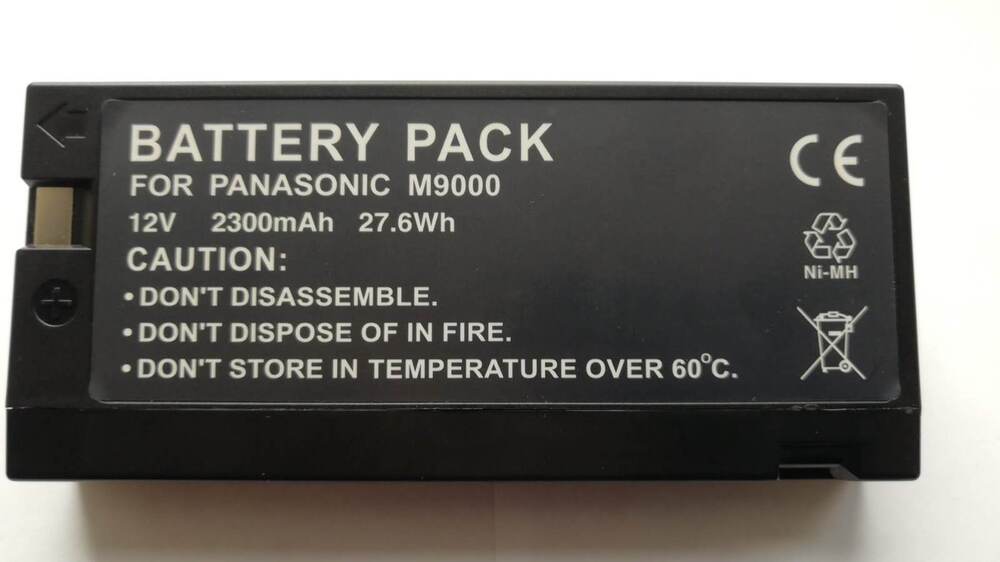 BATTERY PACK
FOR PANASONIC M9000
12V 2300mAh 27.6Wh
CAUTION:
• DON'T DISASSEMBLE.
• DON'T DISPOSE OF IN FIRE.
• DON'T STORE IN TEMPERATURE OVER 60°C.
CE
Ni-MH